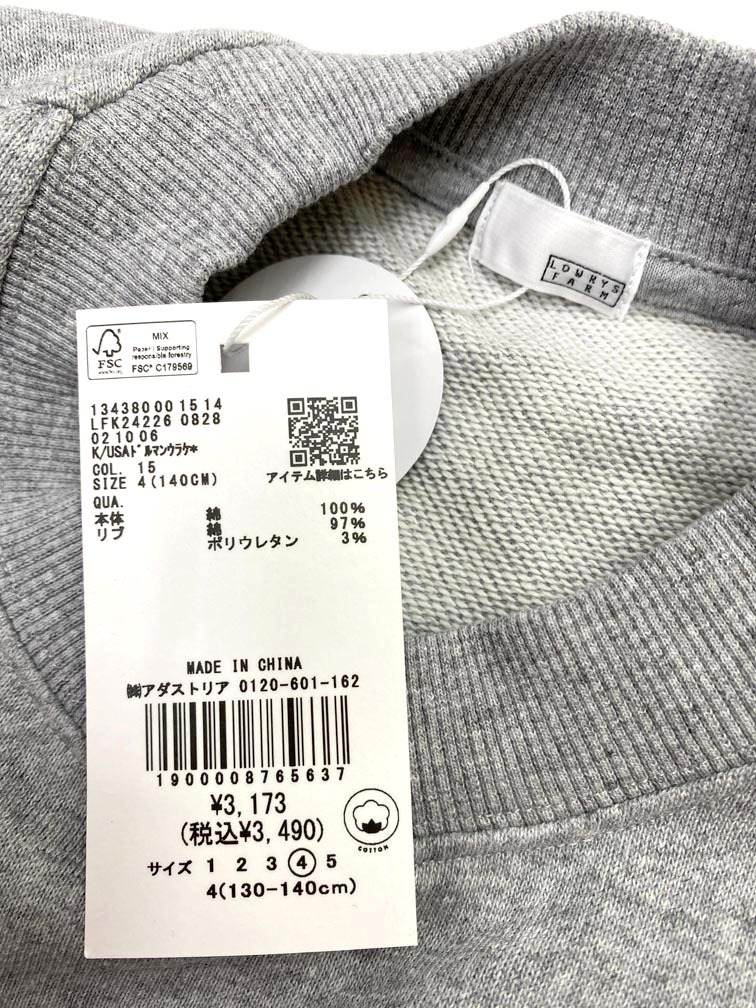 LOWRYS
FARM
FSC
MIX
Paper | Supporting
responsible forestry
FSC® C179569
134380001514
LFK24226 0828
021006
K/USAﾄﾞﾙﾏﾝｳﾗｹ*
COL. 15
SIZE 4(140CM)
アイテム詳細はこちら
QUA.
本体 綿 100%
リブ 綿 97%
ポリウレタン 3%
MADE IN CHINA
㈱アダストリア 0120-601-162
1900008765637
¥3,173
(税込¥3,490)
COTTON
サイズ 1 2 3 4 5
4(130-140cm)